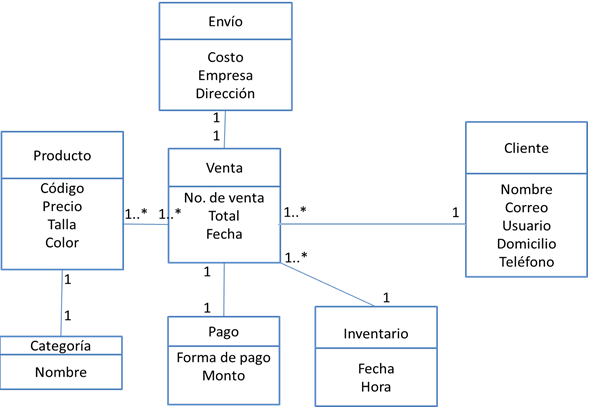 Envío
Costo
Empresa
Dirección
1
1
Producto
Código
Precio
Talla
Color
1..*
1..*
Venta
No. de venta
Total
Fecha
1..*
1
Cliente
Nombre
Correo
Usuario
Domicilio
Teléfono
1..*
1
1
1
1
1
Categoría
Nombre
Pago
Forma de pago
Monto
Inventario
Fecha
Hora